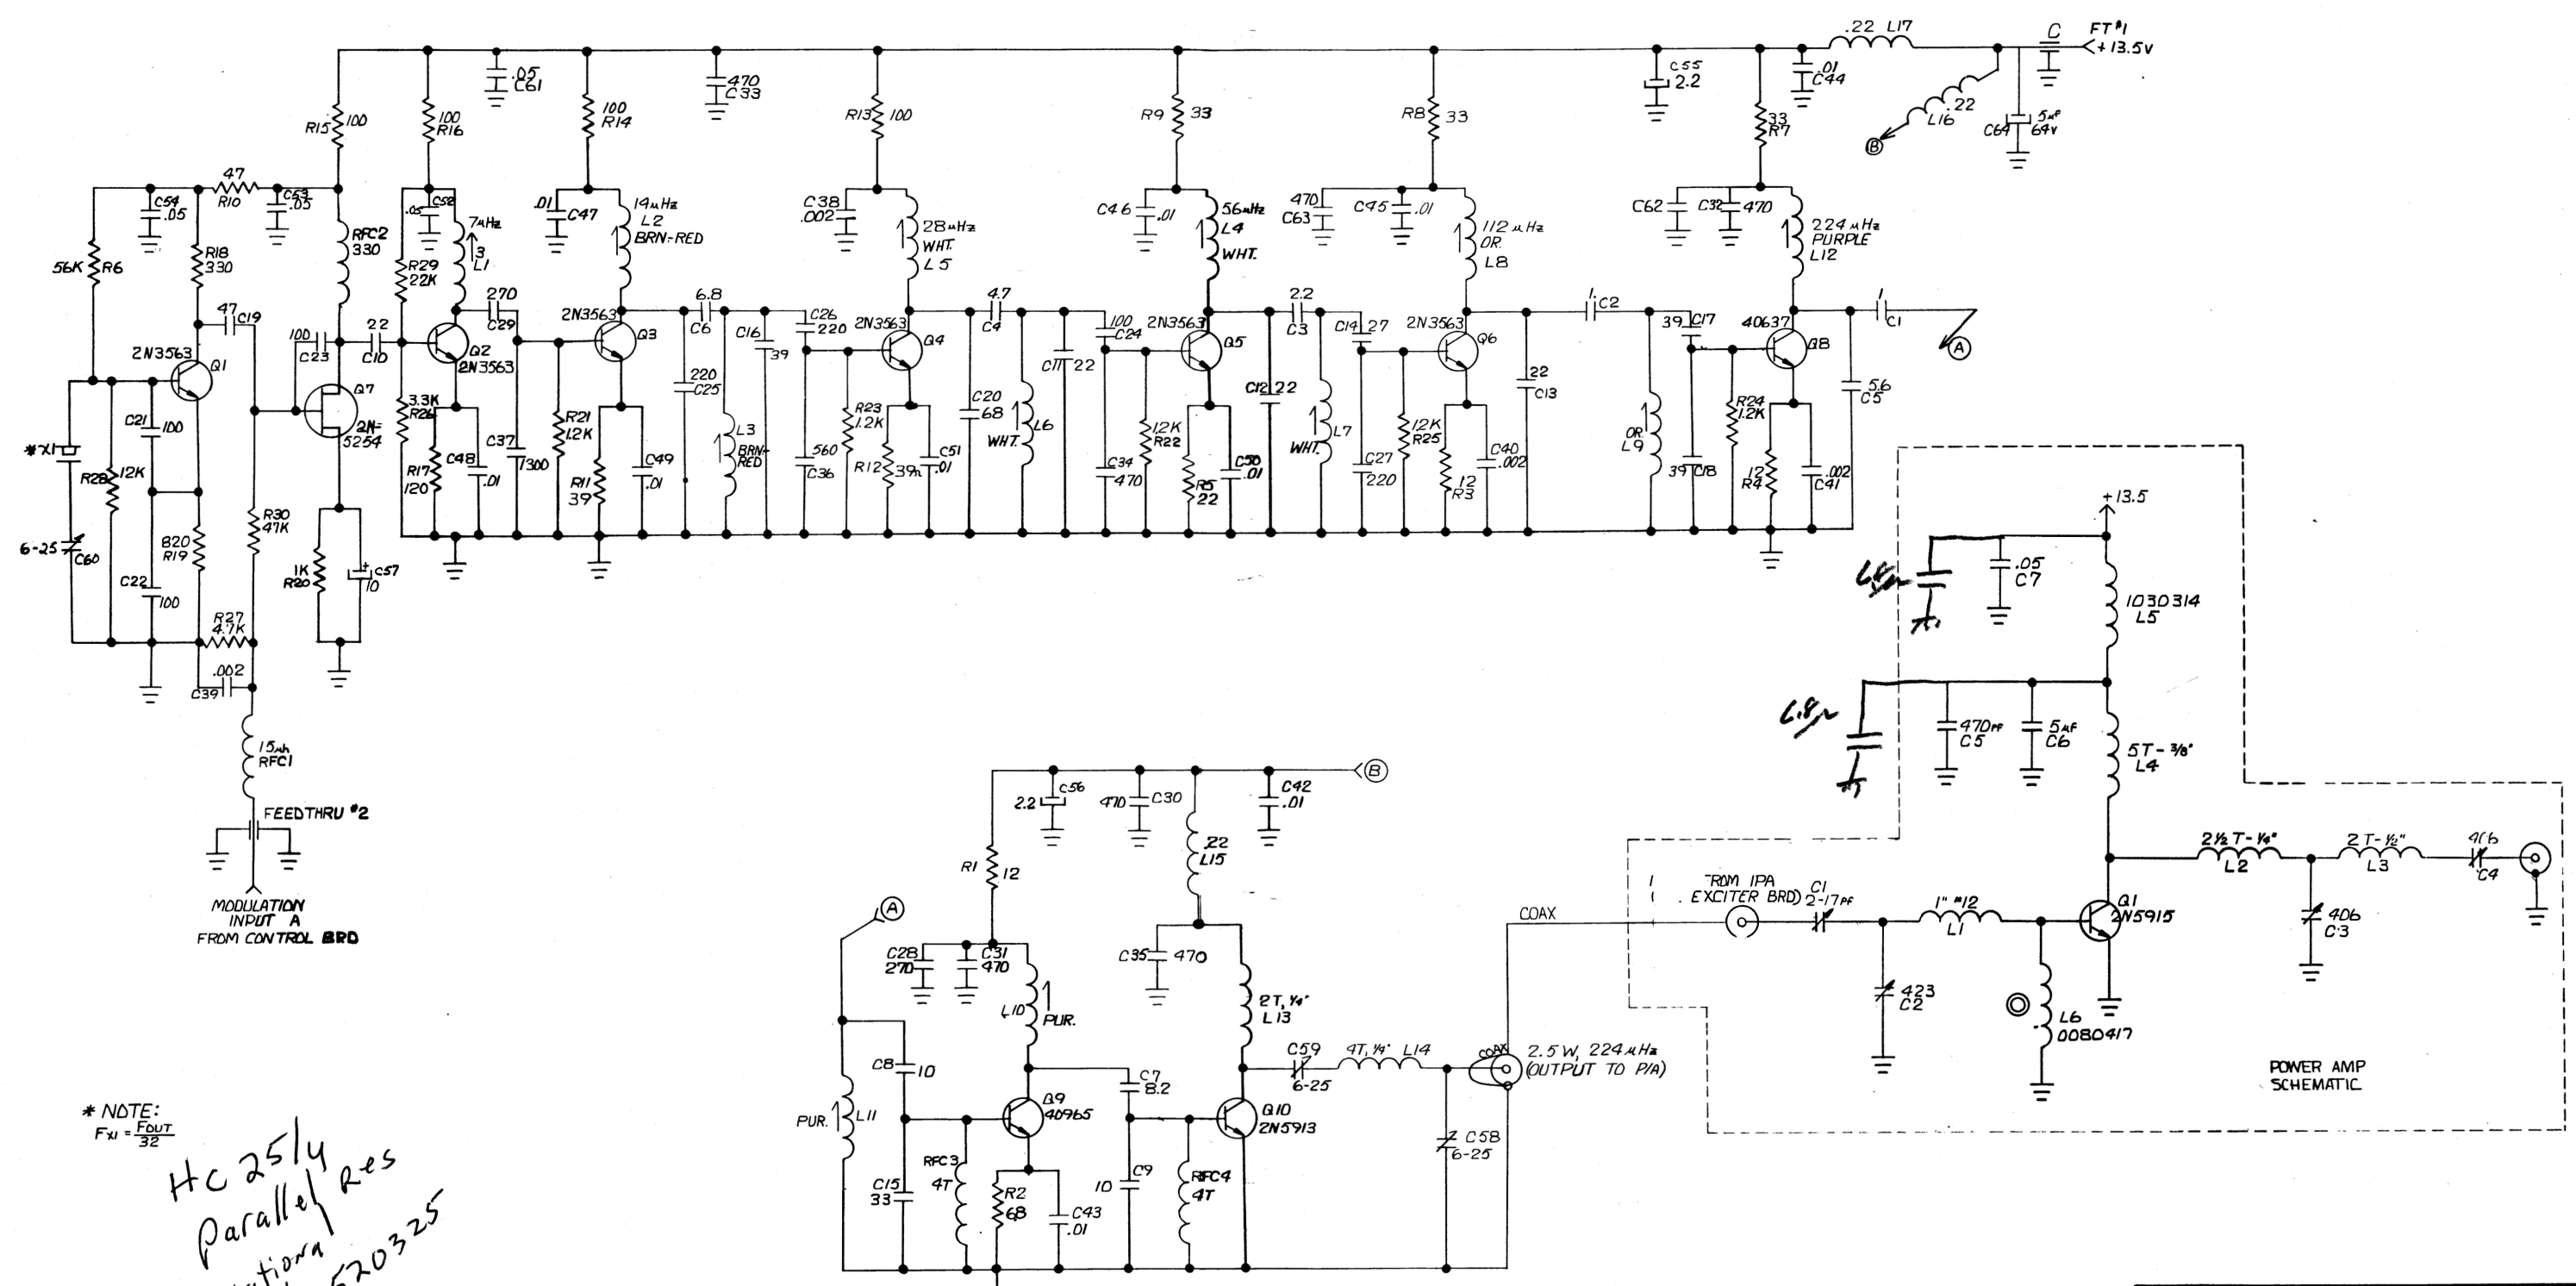 .22 L17
C
FT#1
+13.5V
.05
C61
470
C33
C55
2.2
.01
C44
.22
L16
B
C64
5µf
64V
R15
100
100
R16
100
R14
R13
100
R9
33
R8
33
33
R7
47
R10
C54
.05
C53
.05
.05
C52
7µHz
3
L1
.01
C47
14µHz
L2
BRN-RED
C38
.002
28µHz
WHT.
L5
C46
.01
56µHz
L4
WHT.
470
C63
C45
.01
112µHz
OR.
L8
C62
C32
470
224µHz
PURPLE
L12
56K
R6
R18
330
RFC2
330
R29
22K
47
C19
100
C23
22
C10
270
C29
2N3563
Q1
Q2
2N3563
2N3563
Q3
6.8
C6
C16
39
C26
220
2N3563
Q4
4.7
C4
C11
22
100
C24
2N3563
Q5
2.2
C3
C14
27
2N3563
Q6
1.
C2
39
C17
40637
Q8
1
C1
A
*X1
C21
100
R28
12K
Q7
2N-
5254
3.3K
R26
R17
120
C48
.01
C37
1300
R21
1.2K
R11
39
C49
.01
220
C25
L3
BRN-
RED
560
C36
R23
1.2K
R12
39
C51
.01
C20
68
WHT.
L6
C34
470
1.2K
R22
R5
22
C50
.01
C12
22
WHT.
L7
C27
220
1.2K
R25
12
R3
C40
.002
22
C13
OR.
L9
39
C18
R24
1.2K
12
R4
.002
C41
5.6
C5
6-25
C60
C22
100
820
R19
R30
47K
1K
R20
C57
+
10
R27
4.7K
.002
C39
15µh
RFC1
FEEDTHRU #2
MODULATION
INPUT A
FROM CONTROL BRD
+13.5
6.8µ
.05
C7
1030314
L5
6.8µ
470PF
C5
5µF
C6
5T-3/8"
L4
2.2
C56
470
C30
C42
.01
B
R1
12
.22
L15
A
C28
270
C31
470
C35
470
L10
PUR.
2T, 1/4"
L13
C8
10
PUR.
L11
Q9
40965
C7
8.2
C59
6-25
4T, 1/4"
L14
COAX
2.5W, 224µHz
(OUTPUT TO P/A)
Q10
2N5913
C15
33
RFC3
4T
R2
68
C43
.01
C9
10
RFC4
4T
C58
6-25
COAX
ROM IPA
EXCITER BRD)
C1
2-17PF
1" #12
L1
423
C2
L6
0080417
Q1
2N5915
2½T-¼"
L2
2T-½"
L3
406
C3
C4
POWER AMP
SCHEMATIC
* NOTE:
FX1 = FOUT
32
HC 25/u
Parallel Res
520325